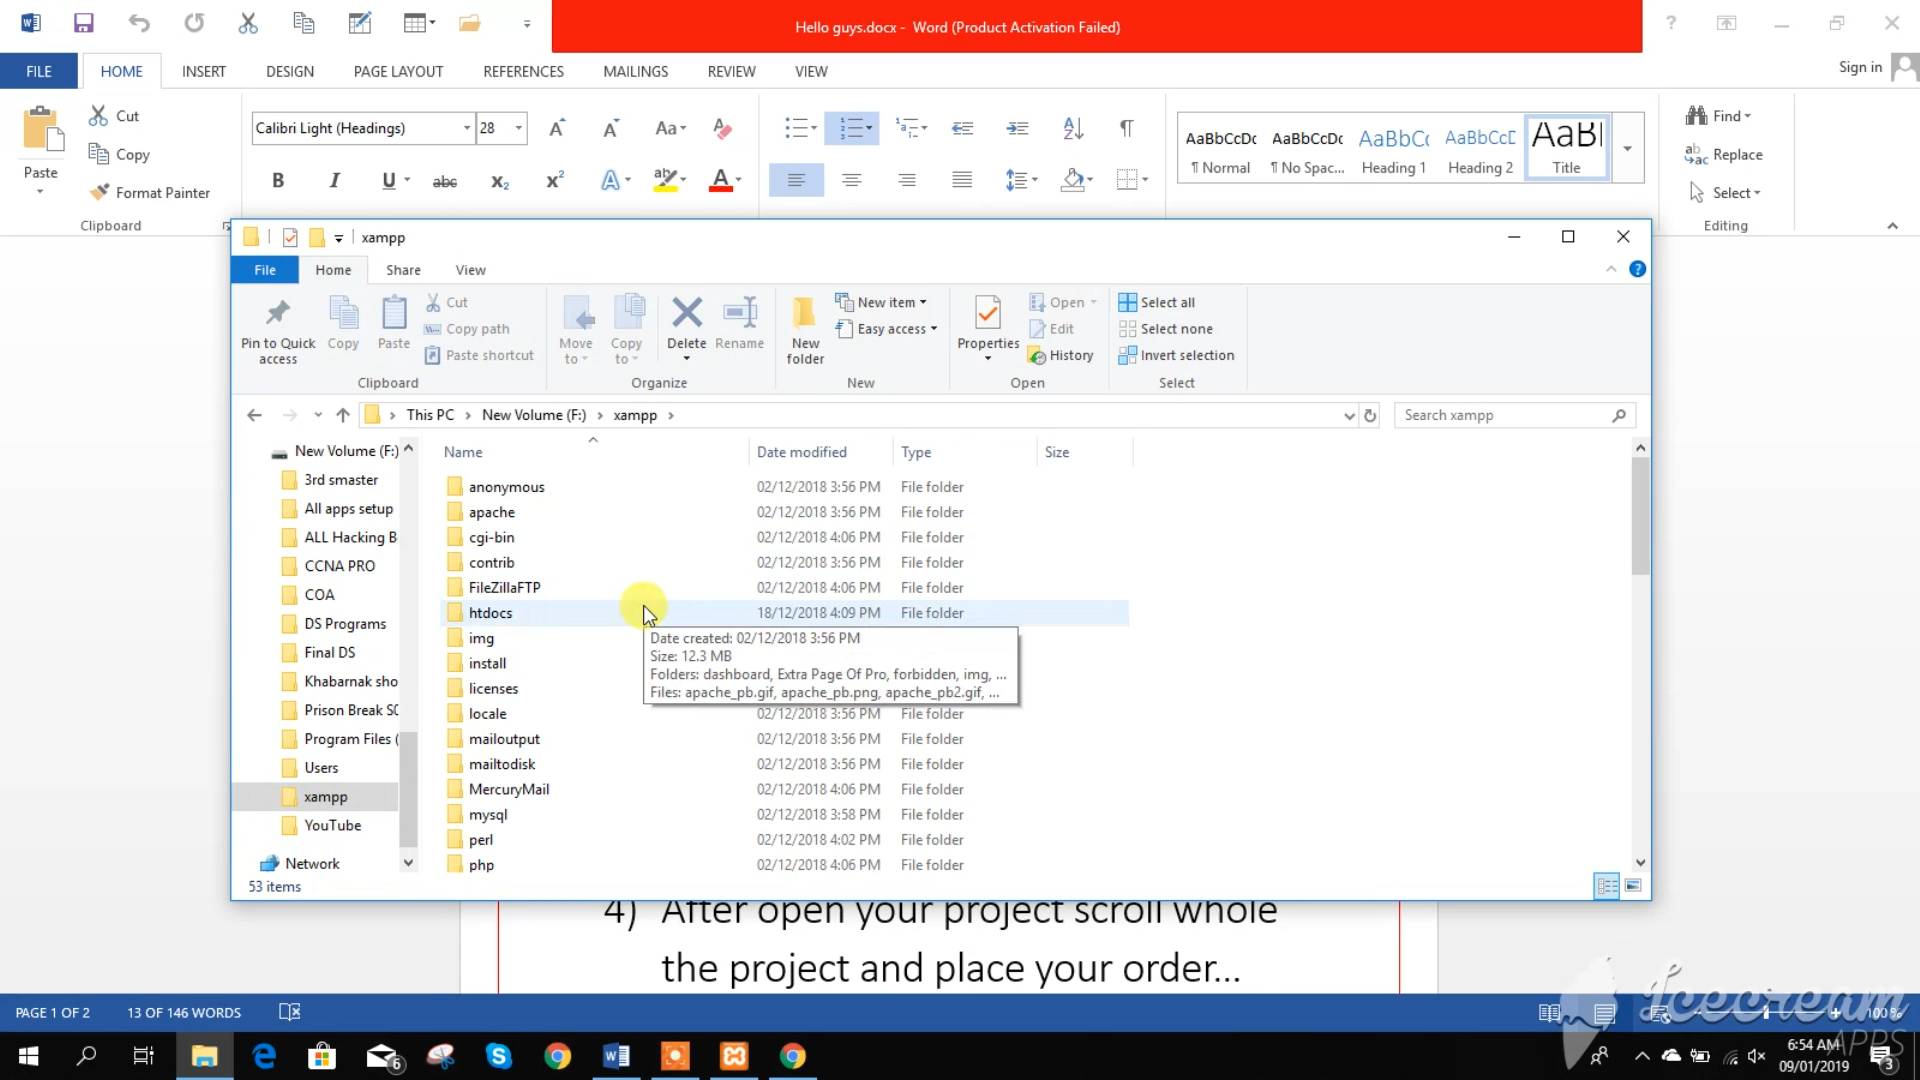 Hello guys.docx - Word (Product Activation Failed)
FILE HOME INSERT DESIGN PAGE LAYOUT REFERENCES MAILINGS REVIEW VIEW Sign in
Cut
Copy
Format Painter
Paste
Clipboard
Calibri Light (Headings) 28
AaBbCcDc AaBbCcDc AaBbCc AaBbCcD AaBl
¶ Normal ¶ No Spac... Heading 1 Heading 2 Title
Find
Replace
Select
Editing
xampp
File Home Share View
Pin to Quick access
Copy
Paste
Cut
Copy path
Paste shortcut
Clipboard
Move to
Copy to
Delete
Rename
Organize
New folder
New item
Easy access
New
Properties
Open
Edit
History
Open
Select all
Select none
Invert selection
Select
This PC > New Volume (F:) > xampp >
Search xampp
New Volume (F:)
3rd smaster
All apps setup
ALL Hacking B
CCNA PRO
COA
DS Programs
Final DS
Khabarnak sho
Prison Break S0
Program Files (
Users
xampp
YouTube
Network
Name Date modified Type Size
anonymous 02/12/2018 3:56 PM File folder
apache 02/12/2018 3:56 PM File folder
cgi-bin 02/12/2018 4:06 PM File folder
contrib 02/12/2018 3:56 PM File folder
FileZillaFTP 02/12/2018 4:06 PM File folder
htdocs 18/12/2018 4:09 PM File folder
img
install
licenses
Date created: 02/12/2018 3:56 PM
Size: 12.3 MB
Folders: dashboard, Extra Page Of Pro, forbidden, img, ...
Files: apache_pb.gif, apache_pb.png, apache_pb2.gif, ...
locale 02/12/2018 3:56 PM File folder
mailoutput 02/12/2018 3:56 PM File folder
mailtodisk 02/12/2018 3:56 PM File folder
MercuryMail 02/12/2018 4:06 PM File folder
mysql 02/12/2018 3:58 PM File folder
perl 02/12/2018 4:02 PM File folder
php 02/12/2018 4:06 PM File folder
53 items
4) After open your project scroll whole
the project and place your order...
PAGE 1 OF 2 13 OF 146 WORDS 100%
Icecream
APPS
6
6:54 AM
09/01/2019
3